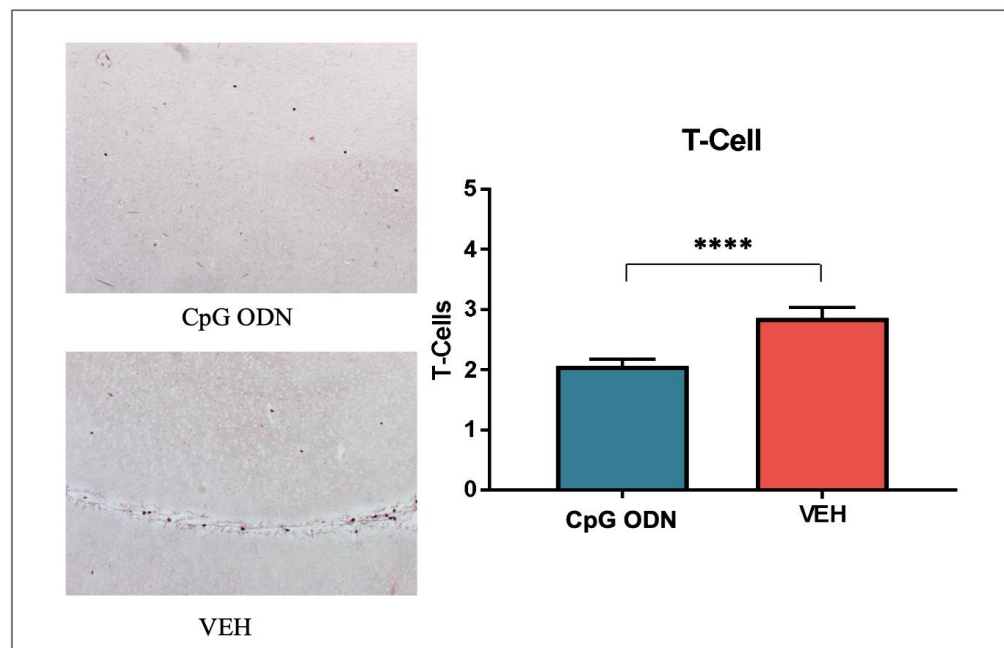 CpG ODN
VEH
T-Cell
T-Cells
5
4
3
2
1
0
****
CpG ODN
VEH